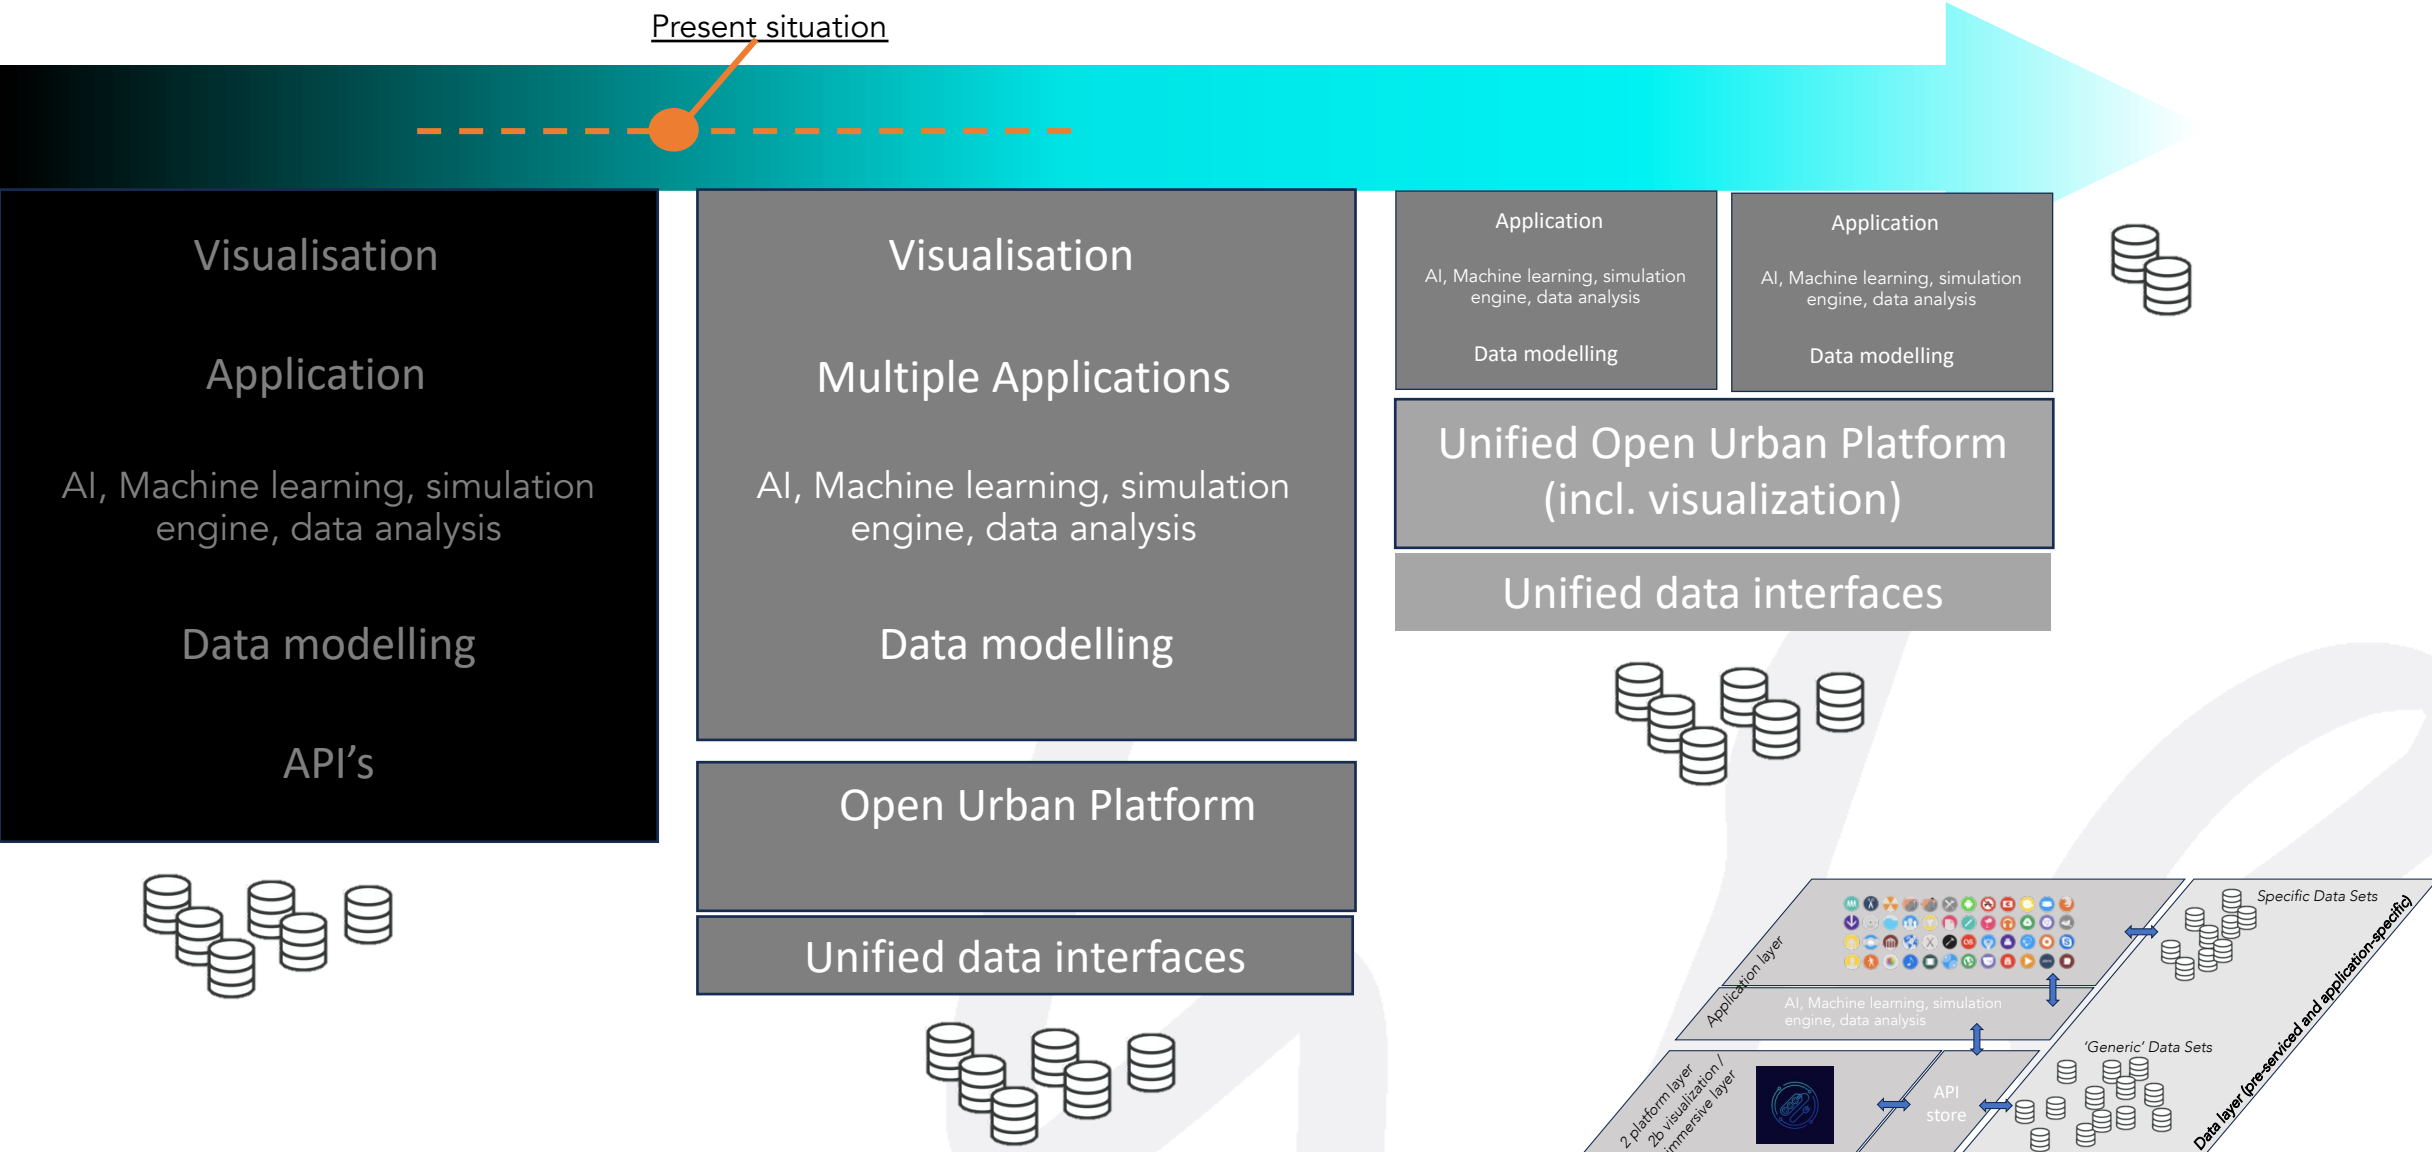 Present situation
Visualisation
Application
AI, Machine learning, simulation
engine, data analysis
Data modelling
API's
Visualisation
Multiple Applications
AI, Machine learning, simulation
engine, data analysis
Data modelling
Open Urban Platform
Unified data interfaces
Application
AI, Machine learning, simulation
engine, data analysis
Data modelling
Application
AI, Machine learning, simulation
engine, data analysis
Data modelling
Unified Open Urban Platform
(incl. visualization)
Unified data interfaces
Application layer
AI, Machine learning, simulation
engine, data analysis
Specific Data Sets
'Generic' Data Sets
Data layer (pre-serviced and application-specific)
2 platform layer
2b visualization /
immersive layer
API
store